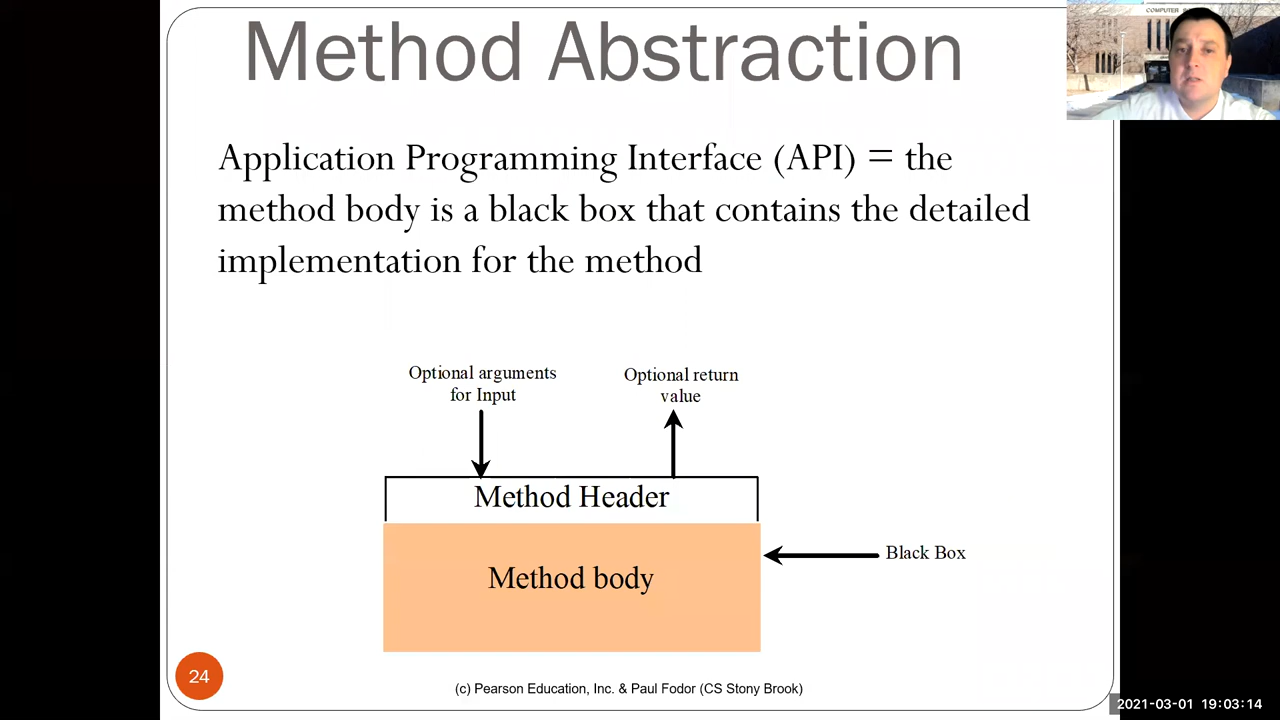 Method Abstraction
COMPUTER
Application Programming Interface (API) = the
method body is a black box that contains the detailed
implementation for the method
Optional arguments
for Input
Optional return
value
Method Header
Method body
Black Box
24
(c) Pearson Education, Inc. & Paul Fodor (CS Stony Brook)
2021-03-01 19:03:14